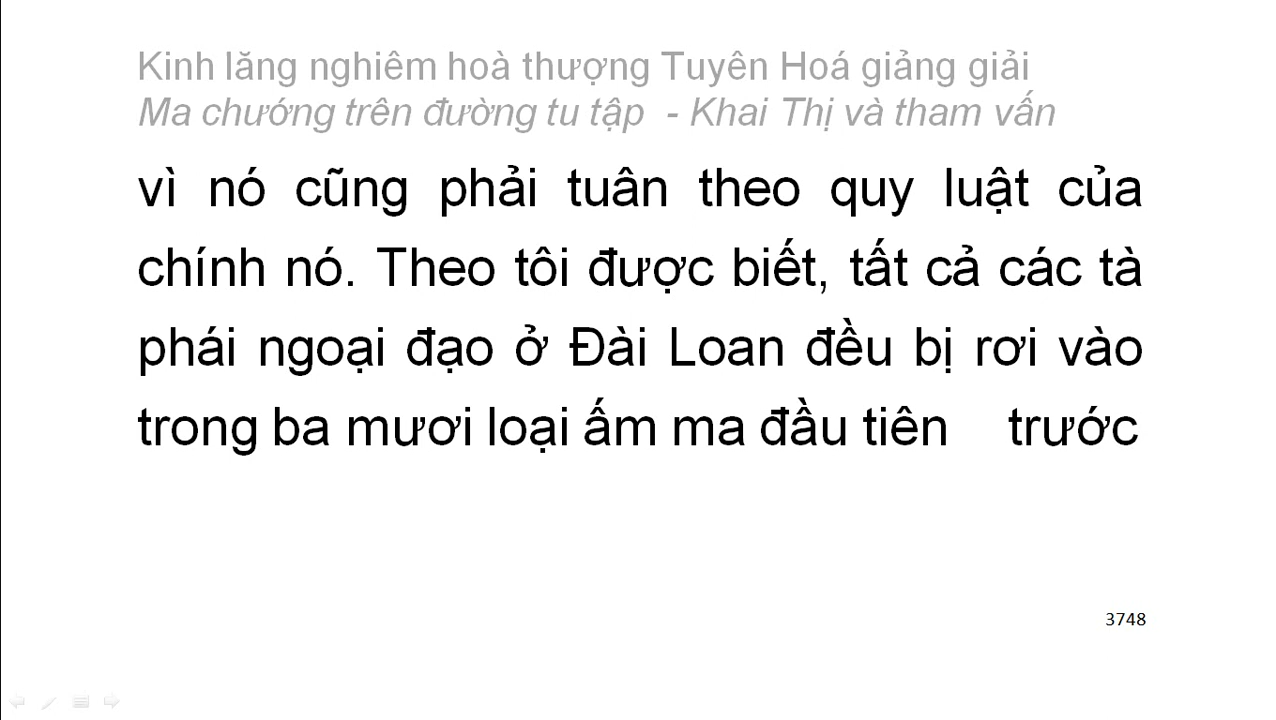 Kinh lăng nghiêm hoà thượng Tuyên Hoá giảng giải
Ma chướng trên đường tu tập - Khai Thị và tham vấn
vì nó cũng phải tuân theo quy luật của
chính nó. Theo tôi được biết, tất cả các tà
phái ngoại đạo ở Đài Loan đều bị rơi vào
trong ba mươi loại ấm ma đầu tiên trước
3748